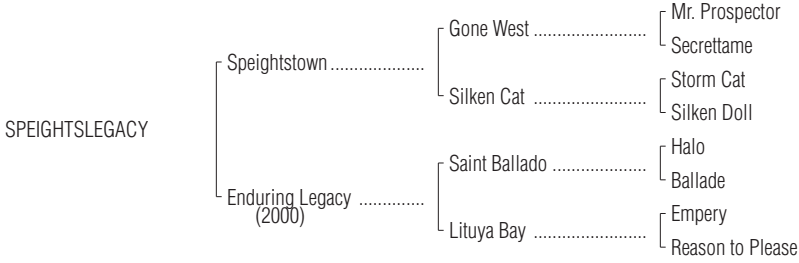 Mr. Prospector
Gone West ........................
Secrettame
Speightstown....................
Storm Cat
Silken Cat ........................
Silken Doll
SPEIGHTSLEGACY
Halo
Saint Ballado ....................
Ballade
Enduring Legacy ..............
(2000)
Empery
Lituya Bay ........................
Reason to Please